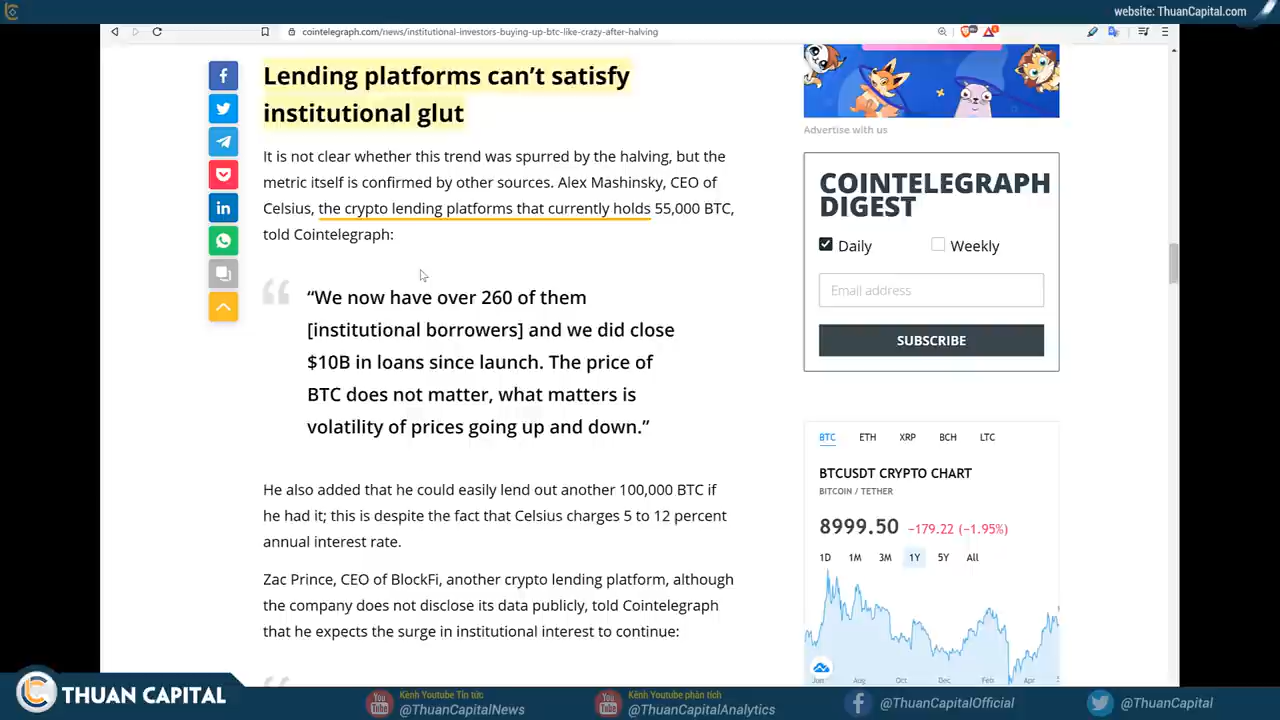 website: ThuanCapital.com
cointelegraph.com/news/institutional-investors-buying-up-btc-like-crazy-after-halving
Lending platforms can’t satisfy
institutional glut
It is not clear whether this trend was spurred by the halving, but the
metric itself is confirmed by other sources. Alex Mashinsky, CEO of
Celsius, the crypto lending platforms that currently holds 55,000 BTC,
told Cointelegraph:
“We now have over 260 of them
[institutional borrowers] and we did close
$10B in loans since launch. The price of
BTC does not matter, what matters is
volatility of prices going up and down.”
He also added that he could easily lend out another 100,000 BTC if
he had it; this is despite the fact that Celsius charges 5 to 12 percent
annual interest rate.
Zac Prince, CEO of BlockFi, another crypto lending platform, although
the company does not disclose its data publicly, told Cointelegraph
that he expects the surge in institutional interest to continue:
Advertise with us
COINTELEGRAPH
DIGEST
Daily Weekly
Email address
SUBSCRIBE
BTC ETH XRP BCH LTC
BTCUSDT CRYPTO CHART
BITCOIN / TETHER
8999.50 −179.22 (−1.95%)
1D 1M 3M 1Y 5Y All
Jun Aug Oct Dec Feb Apr
THUAN CAPITAL
Kênh Youtube Tin tức
@ThuanCapitalNews
Kênh Youtube phân tích
@ThuanCapitalAnalytics
@ThuanCapitalOfficial
@ThuanCapital